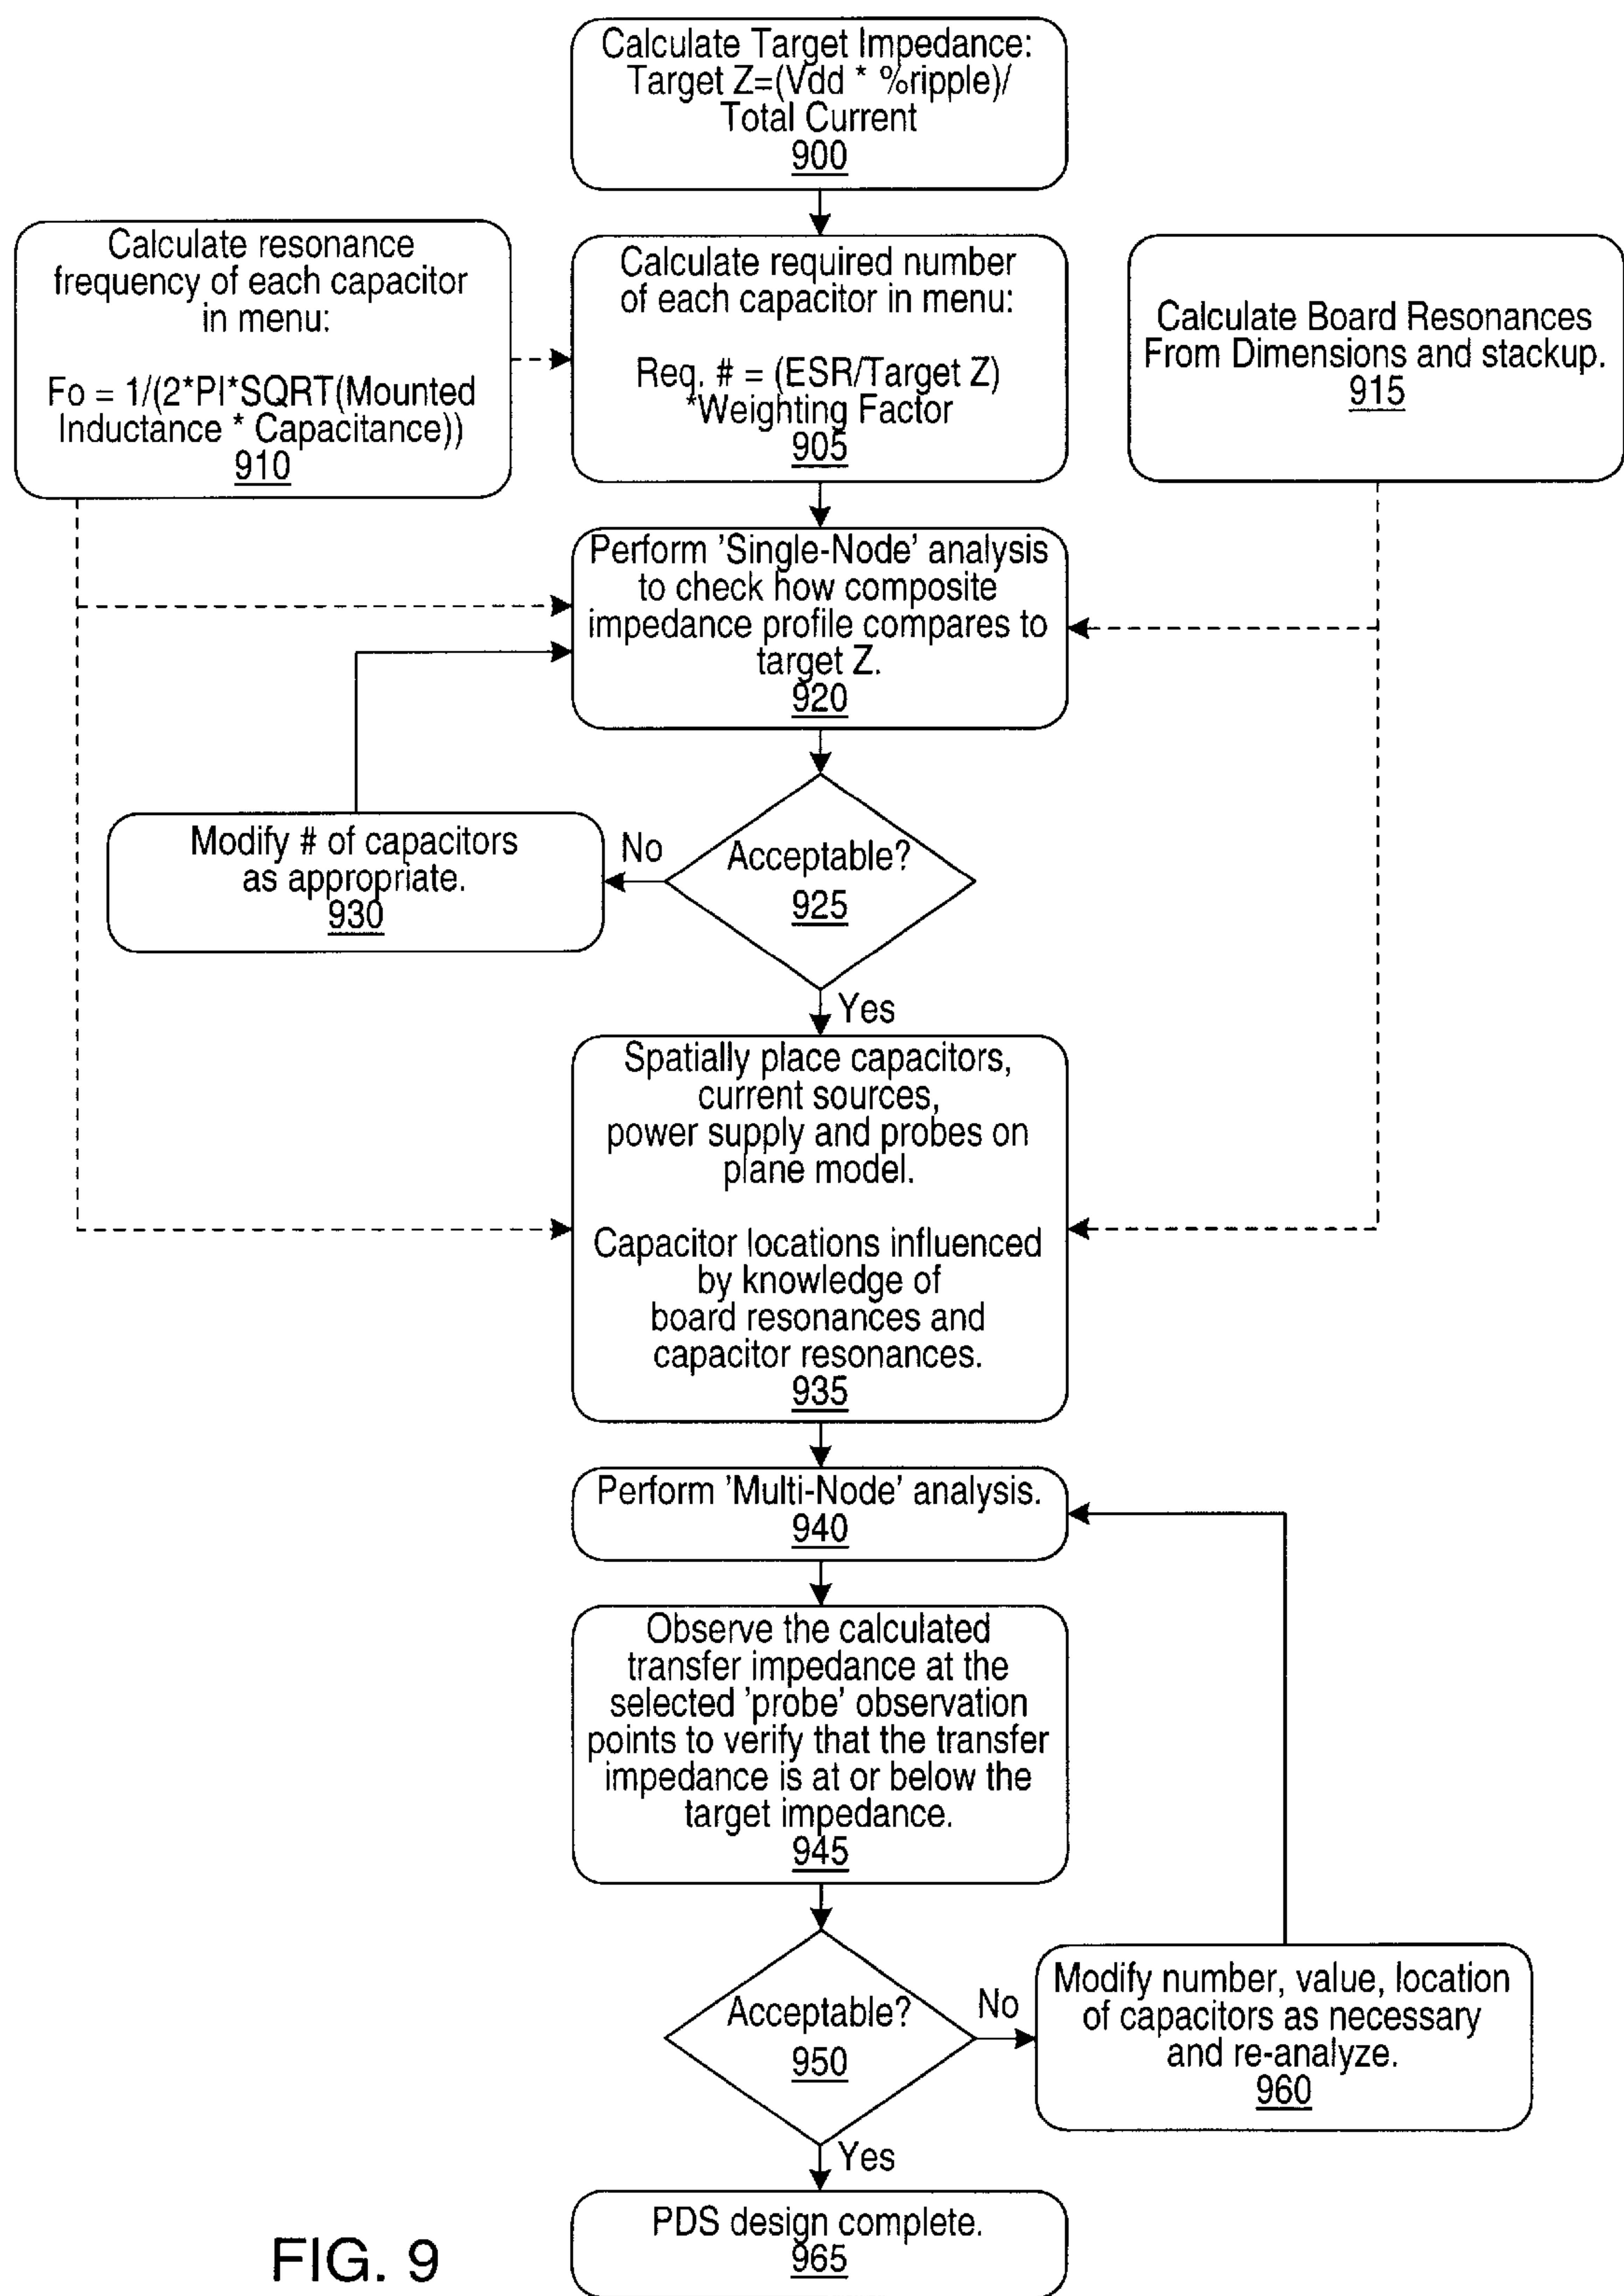 Calculate Target Impedance:
Target Z=(Vdd * %ripple)/
Total Current
900
Calculate resonance
frequency of each capacitor
in menu:
Fo = 1/(2*PI*SQRT(Mounted
Inductance * Capacitance))
910
Calculate required number
of each capacitor in menu:
Req. # = (ESR/Target Z)
*Weighting Factor
905
Calculate Board Resonances
From Dimensions and stackup.
915
Perform 'Single-Node' analysis
to check how composite
impedance profile compares to
target Z.
920
Modify # of capacitors
as appropriate.
930
No
Acceptable?
925
Yes
Spatially place capacitors,
current sources,
power supply and probes on
plane model.
Capacitor locations influenced
by knowledge of
board resonances and
capacitor resonances.
935
Perform 'Multi-Node' analysis.
940
Observe the calculated
transfer impedance at the
selected 'probe' observation
points to verify that the transfer
impedance is at or below the
target impedance.
945
Acceptable?
950
No
Modify number, value, location
of capacitors as necessary
and re-analyze.
960
Yes
PDS design complete.
965
FIG. 9